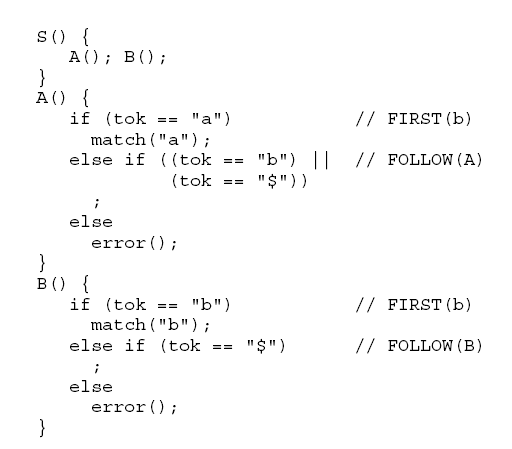 S() {
   A(); B();
}
A() {
   if (tok == "a")            // FIRST(b)
     match("a");
   else if ((tok == "b") ||   // FOLLOW(A)
            (tok == "$"))
     ;
   else
     error();
}
B() {
   if (tok == "b")            // FIRST(b)
     match("b");
   else if (tok == "$")       // FOLLOW(B)
     ;
   else
     error();
}